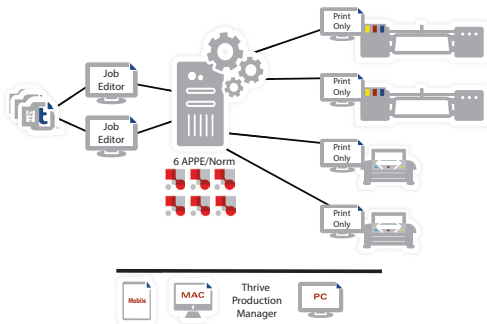 Print
Only
Job
Editor
Print
Only
t
Job
Editor
6 APPE/Norm
Print
Only
Print
Only
Mobile
MAC
Thrive
Production
Manager
PC